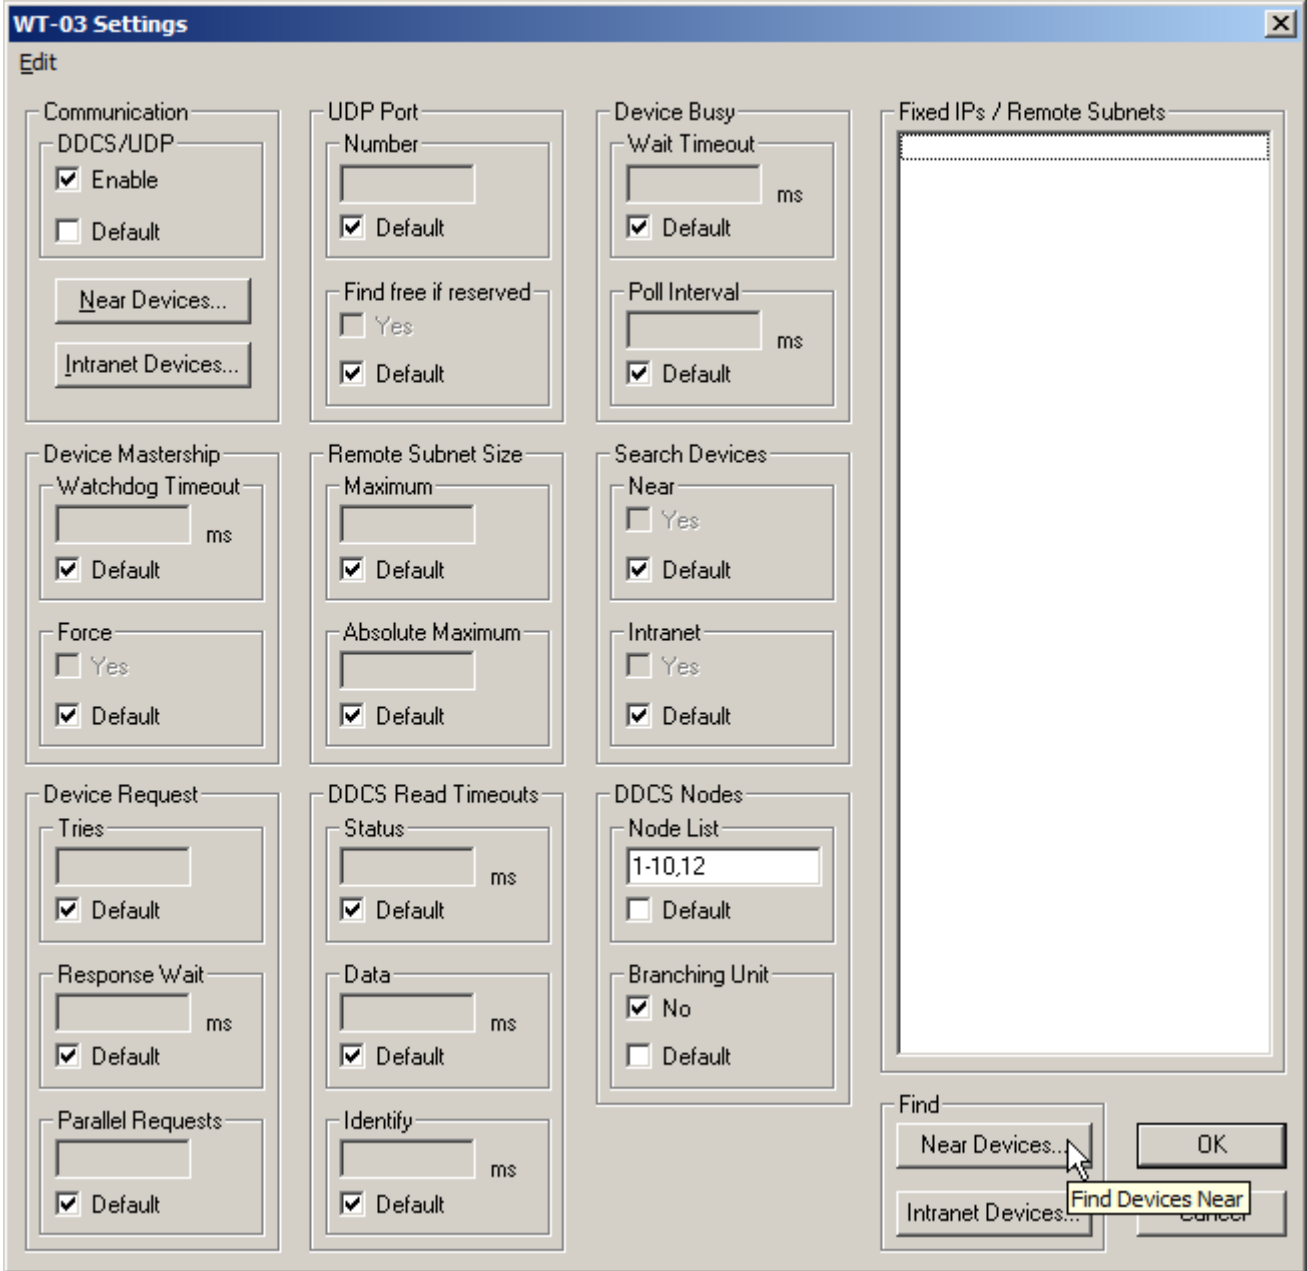 WT-03 Settings
Edit
Communication
DDCS/UDP
Enable
Default
Near Devices...
Intranet Devices...
UDP Port
Number
Default
Find free if reserved
Yes
Default
Device Busy
Wait Timeout
ms
Default
Poll Interval
ms
Default
Fixed IPs / Remote Subnets
Device Mastership
Watchdog Timeout
ms
Default
Force
Yes
Default
Remote Subnet Size
Maximum
Default
Absolute Maximum
Default
Search Devices
Near
Yes
Default
Intranet
Yes
Default
Device Request
Tries
Default
Response Wait
ms
Default
Parallel Requests
Default
DDCS Read Timeouts
Status
ms
Default
Data
ms
Default
Identify
ms
Default
DDCS Nodes
Node List
1-10,12
Default
Branching Unit
No
Default
Find
Near Devices...
OK
Find Devices Near
Intranet Devices...
Cancel